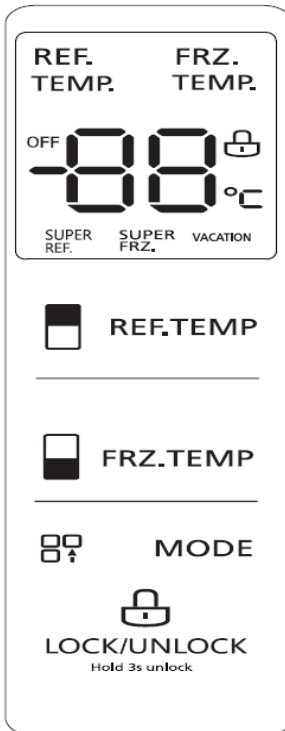 REF. FRZ.
TEMP. TEMP.
OFF
-88
°C
SUPER SUPER VACATION
REF. FRZ.
REF.TEMP
FRZ.TEMP
MODE
LOCK/UNLOCK
Hold 3s unlock